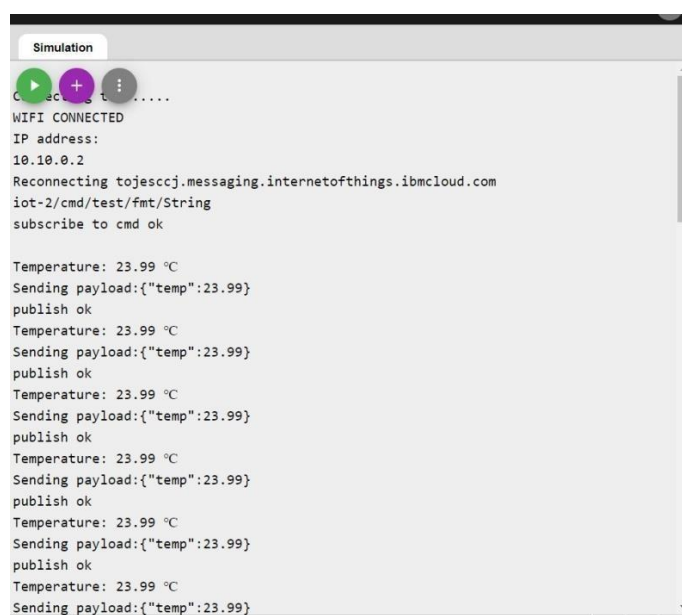 Simulation
WIFI CONNECTED
IP address:
10.10.0.2
Reconnecting tojesccj.messaging.internetofthings.ibmcloud.com
iot-2/cmd/test/fmt/String
subscribe to cmd ok
Temperature: 23.99 ℃
Sending payload:{"temp":23.99}
publish ok
Temperature: 23.99 ℃
Sending payload:{"temp":23.99}
publish ok
Temperature: 23.99 ℃
Sending payload:{"temp":23.99}
publish ok
Temperature: 23.99 ℃
Sending payload:{"temp":23.99}
publish ok
Temperature: 23.99 ℃
Sending payload:{"temp":23.99}
publish ok
Temperature: 23.99 ℃
Sending payload:{"temp":23.99}